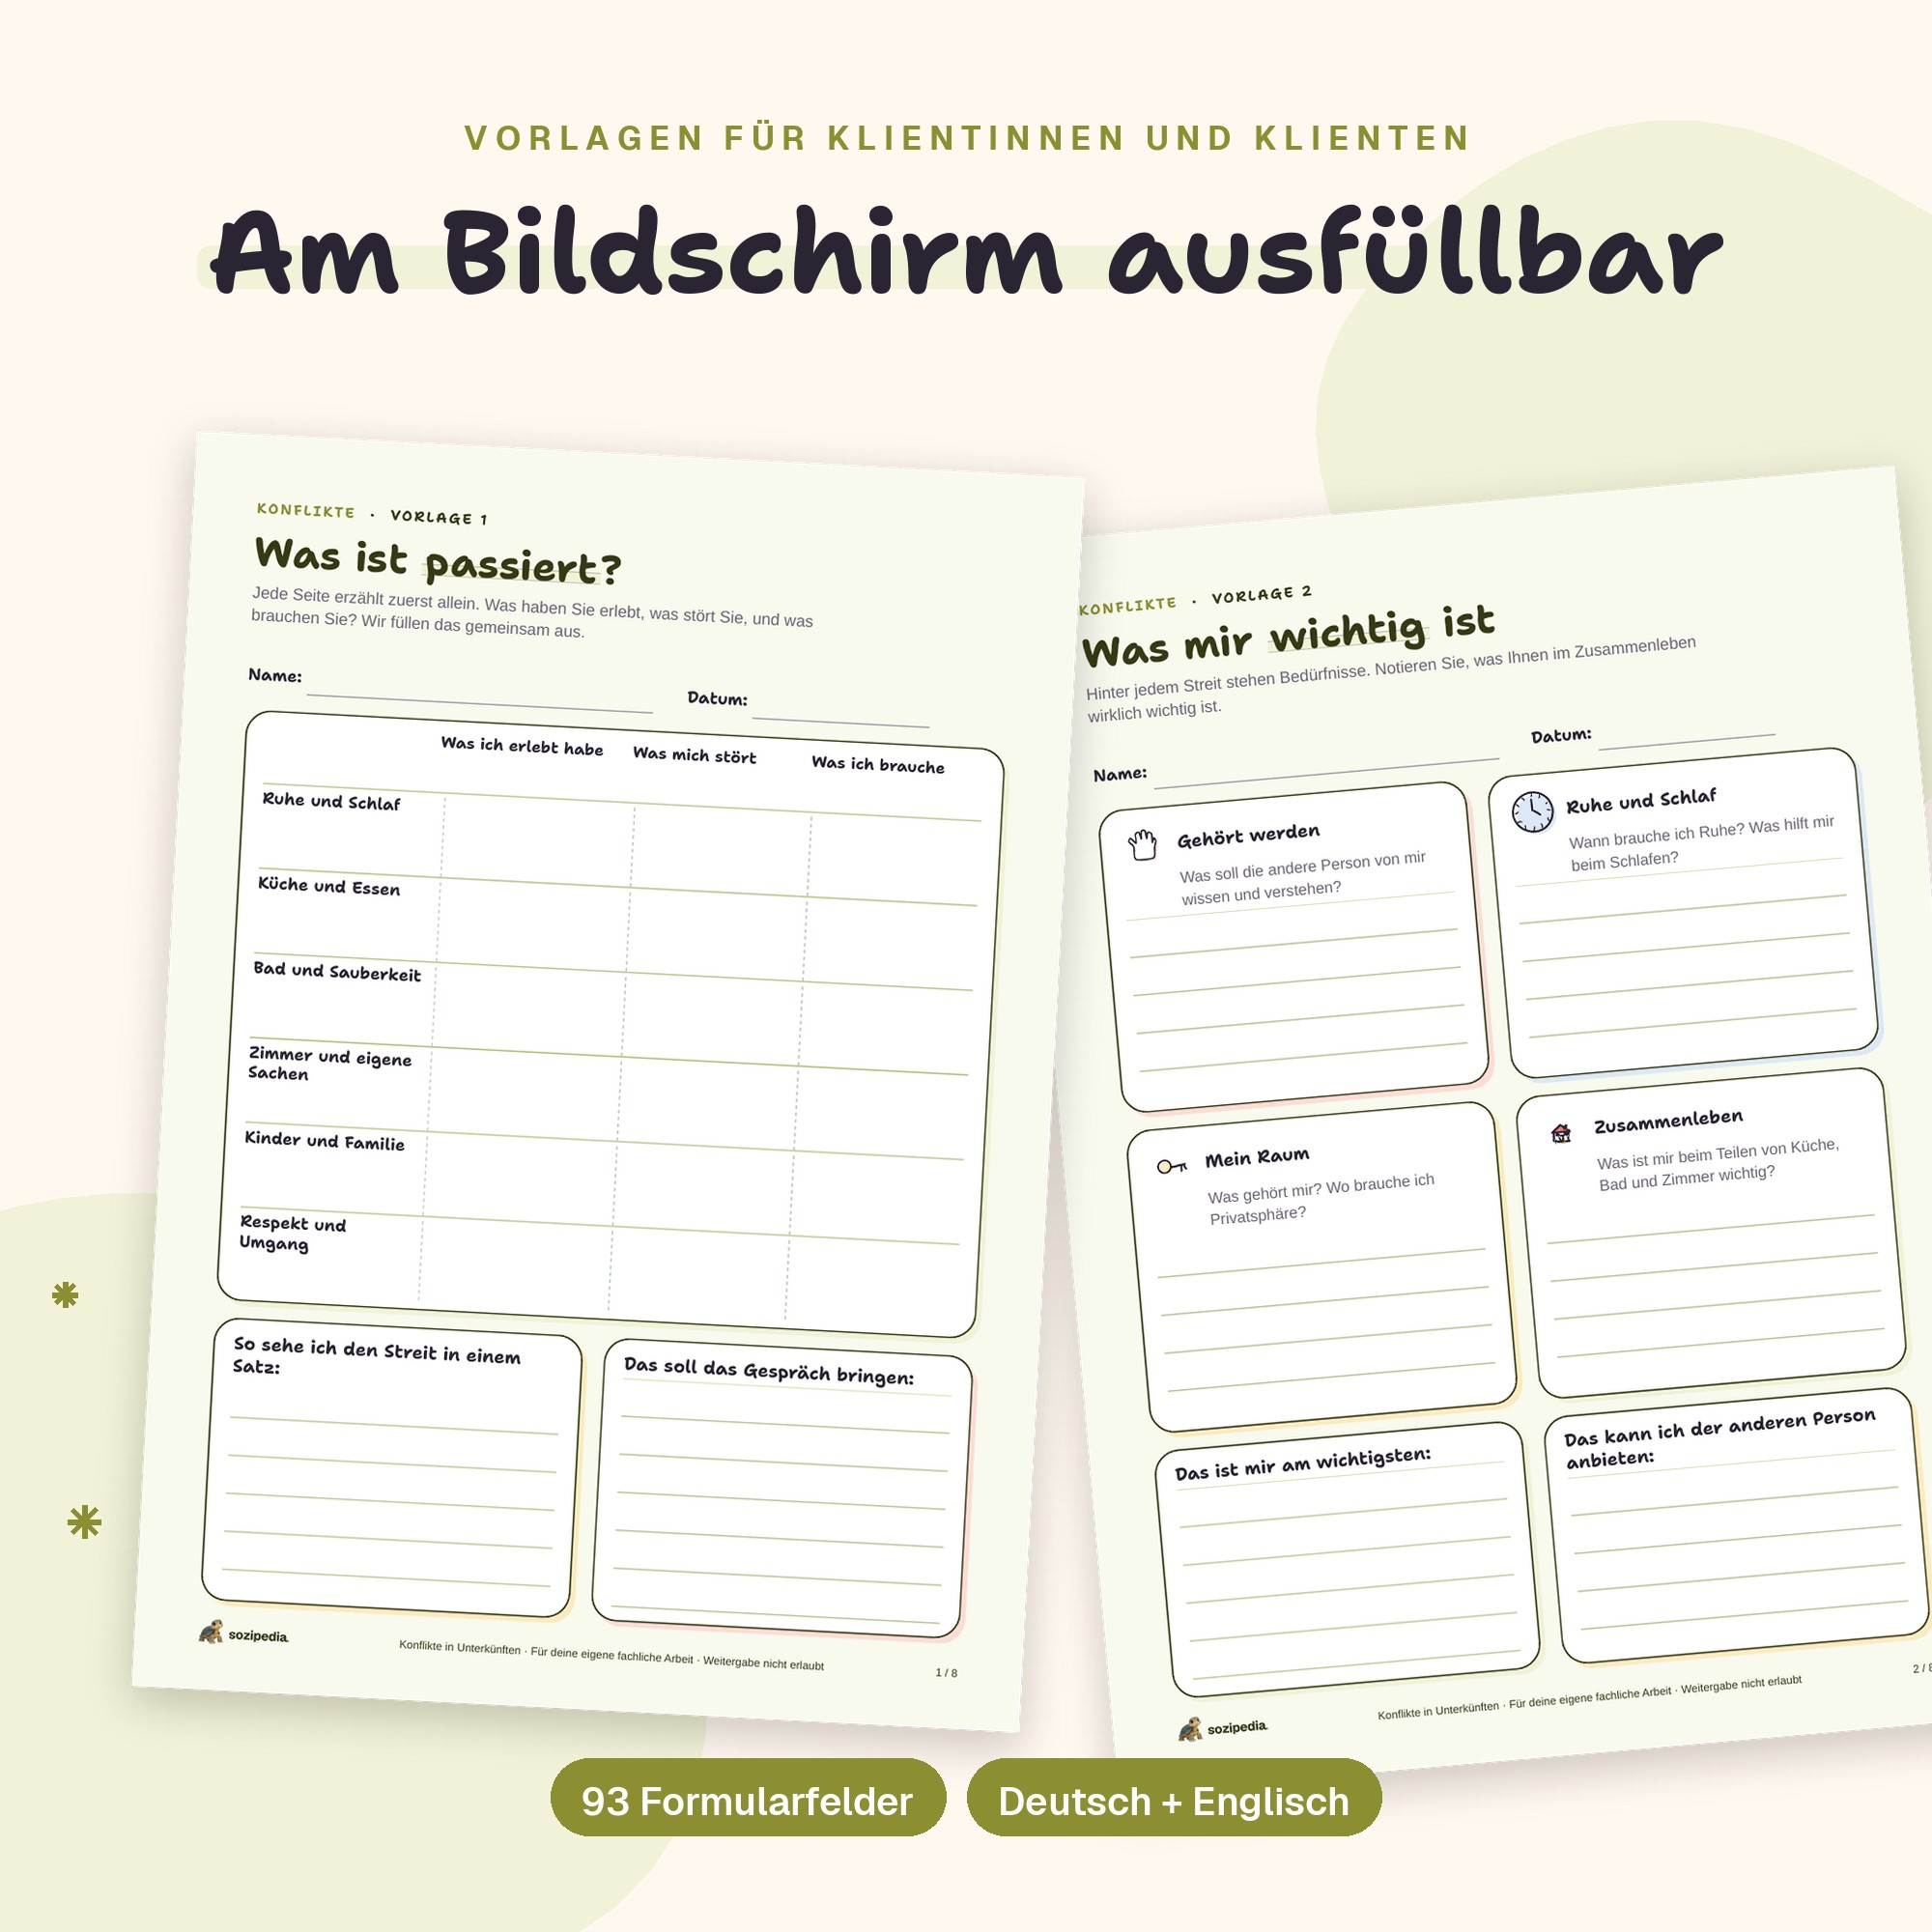 VORLAGEN FÜR KLIENTINNEN UND KLIENTEN
Am Bildschirm ausfüllbar
KONFLIKTE · VORLAGE 1
Was ist passiert?
Jede Seite erzählt zuerst allein. Was haben Sie erlebt, was stört Sie, und was
brauchen Sie? Wir füllen das gemeinsam aus.
Name:
Datum:
Was ich erlebt habe
Was mich stört
Was ich brauche
Ruhe und Schlaf
Küche und Essen
Bad und Sauberkeit
Zimmer und eigene
Sachen
Kinder und Familie
Respekt und
Umgang
So sehe ich den Streit in einem
Satz:
Das soll das Gespräch bringen:
sozipedia.
Konflikte in Unterkünften · Für deine eigene fachliche Arbeit · Weitergabe nicht erlaubt
1 / 8
KONFLIKTE · VORLAGE 2
Was mir wichtig ist
Hinter jedem Streit stehen Bedürfnisse. Notieren Sie, was Ihnen im Zusammenleben
wirklich wichtig ist.
Name:
Datum:
Gehört werden
Was soll die andere Person von mir
wissen und verstehen?
Ruhe und Schlaf
Wann brauche ich Ruhe? Was hilft mir
beim Schlafen?
Mein Raum
Was gehört mir? Wo brauche ich
Privatsphäre?
Zusammenleben
Was ist mir beim Teilen von Küche,
Bad und Zimmer wichtig?
Das ist mir am wichtigsten:
Das kann ich der anderen Person
anbieten:
sozipedia.
Konflikte in Unterkünften · Für deine eigene fachliche Arbeit · Weitergabe nicht erlaubt
2 / 8
93 Formularfelder
Deutsch + Englisch